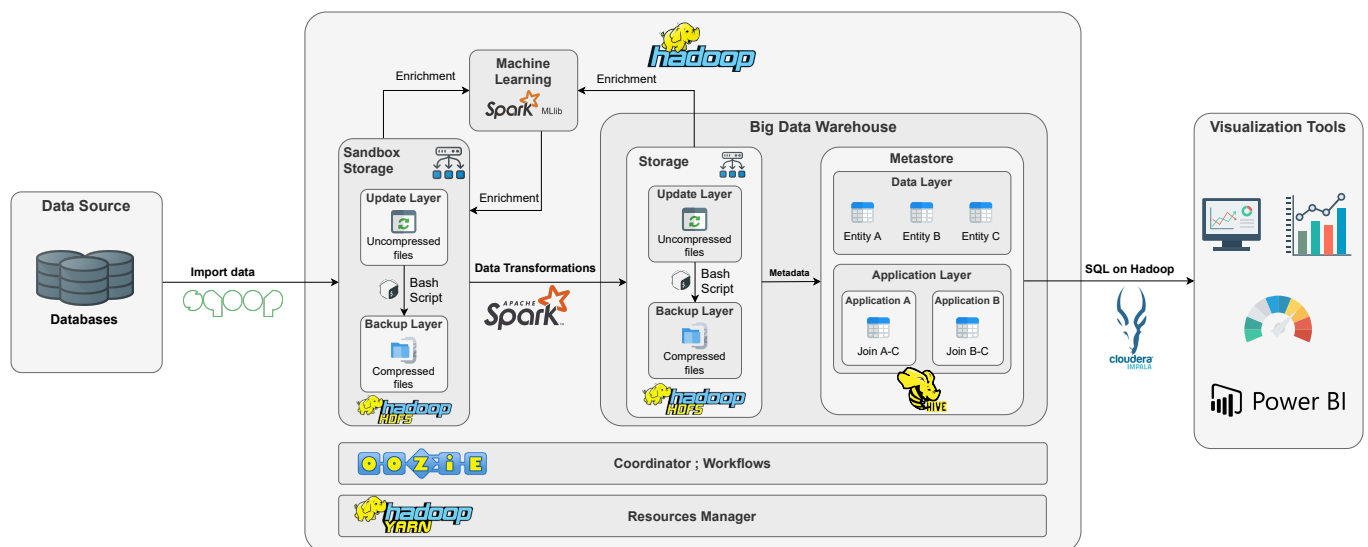 hadoop
Machine
Learning
Spark MLlib
Enrichment
Enrichment
Enrichment
Data Source
Databases
Import data
sqoop
Sandbox
Storage
Update Layer
Uncompressed
files
Bash
Script
Backup Layer
Compressed
files
hadoop
HDFS
Data Transformations
APACHE
Spark™
Big Data Warehouse
Storage
Update Layer
Uncompressed
files
Bash
Script
Backup Layer
Compressed
files
hadoop
HDFS
Metadata
Metastore
Data Layer
Entity A
Entity B
Entity C
Application Layer
Application A
Join A-C
Application B
Join B-C
HIVE
SQL on Hadoop
cloudera
IMPALA
Visualization Tools
Power BI
OOZiE
Coordinator ; Workflows
hadoop
YARN
Resources Manager